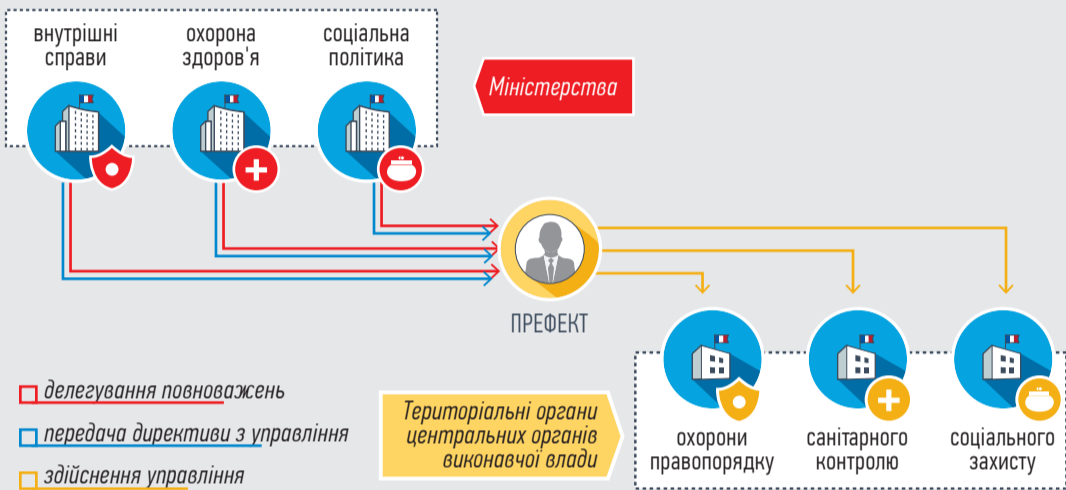 внутрішні
справи
охорона
здоров'я
соціальна
політика
Міністерства
ПРЕФЕКТ
делегування повноважень
передача директиви з управління
здійснення управління
Територіальні органи
центральних органів
виконавчої влади
охорони
правопорядку
санітарного
контролю
соціального
захисту